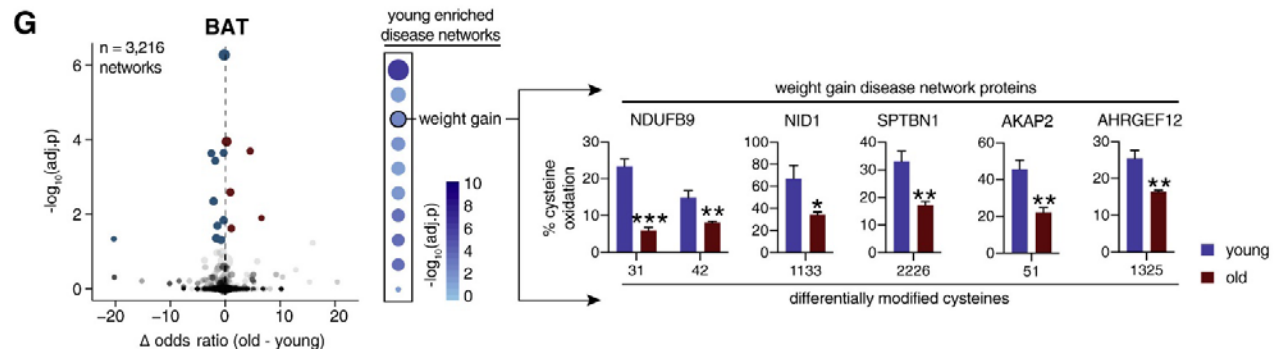 G
BAT
n = 3,216
networks
-log10(adj.p)
6
4
2
0
−20
−10
0
10
20
Δ odds ratio (old - young)
young enriched
disease networks
weight gain
-log10(adj.p)
10
8
6
4
2
0
weight gain disease network proteins
% cysteine
oxidation
NDUFB9
30
20
10
0
***
**
31
42
NID1
100
80
60
40
20
0
*
1133
SPTBN1
40
30
20
10
0
**
2226
AKAP2
60
40
20
0
**
51
AHRGEF12
30
20
10
0
**
1325
differentially modified cysteines
young
old